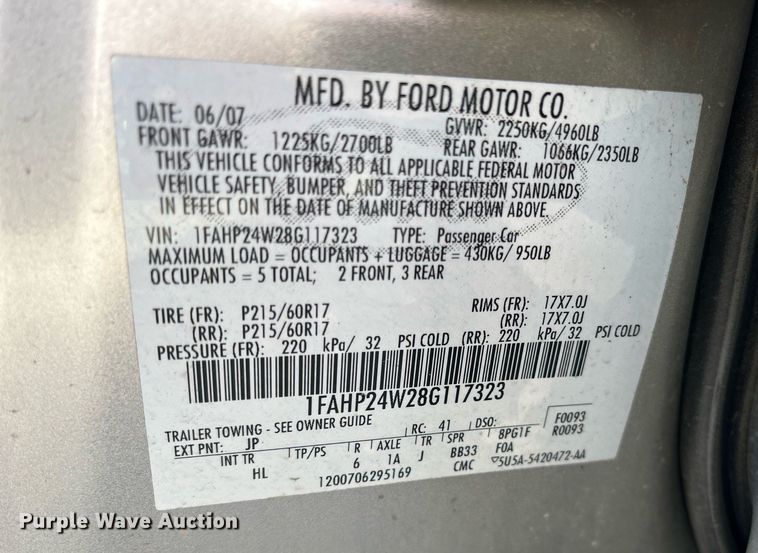 MFD. BY FORD MOTOR CO.
DATE: 06/07 GVWR: 2250KG/4960LB
FRONT GAWR: 1225KG/2700LB REAR GAWR: 1066KG/2350LB
THIS VEHICLE CONFORMS TO ALL APPLICABLE FEDERAL MOTOR
VEHICLE SAFETY, BUMPER, AND THEFT PREVENTION STANDARDS
IN EFFECT ON THE DATE OF MANUFACTURE SHOWN ABOVE.
VIN: 1FAHP24W28G117323 TYPE: Passenger Car
MAXIMUM LOAD = OCCUPANTS + LUGGAGE = 430KG/ 950LB
OCCUPANTS = 5 TOTAL; 2 FRONT, 3 REAR
TIRE (FR): P215/60R17 RIMS (FR): 17X7.0J
(RR): P215/60R17 (RR): 17X7.0J
PRESSURE (FR): 220 kPa/ 32 PSI COLD (RR): 220 kPa/ 32 PSI COLD
1FAHP24W28G117323
TRAILER TOWING - SEE OWNER GUIDE F0093
EXT PNT: JP RC: 41 DSO: R0093
INT TR TP/PS R AXLE TR SPR 8PG1F
HL 6 1A J BB33 F0A
1200706295169 CMC 5U5A-5420472-AA
Purple Wave Auction